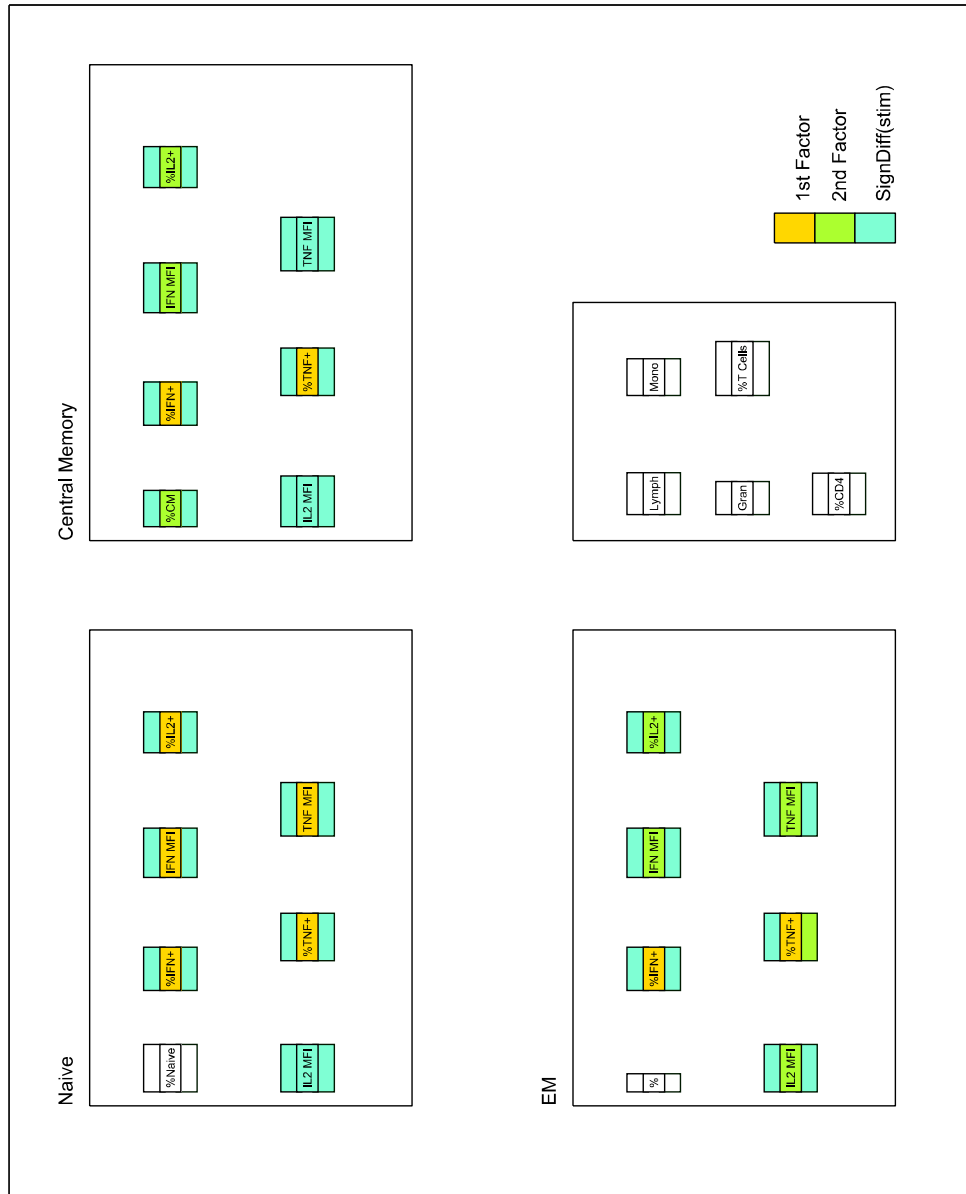 Naive
%Naive
%IFN+
IFN MFI
%IL2+
IL2 MFI
%TNF+
TNF MFI
Central Memory
%CM
%IFN+
IFN MFI
%IL2+
IL2 MFI
%TNF+
TNF MFI
EM
%
%IFN+
IFN MFI
%IL2+
IL2 MFI
%TNF+
TNF MFI
Lymph
Mono
Gran
%T Cells
%CD4
1st Factor
2nd Factor
SignDiff(stim)